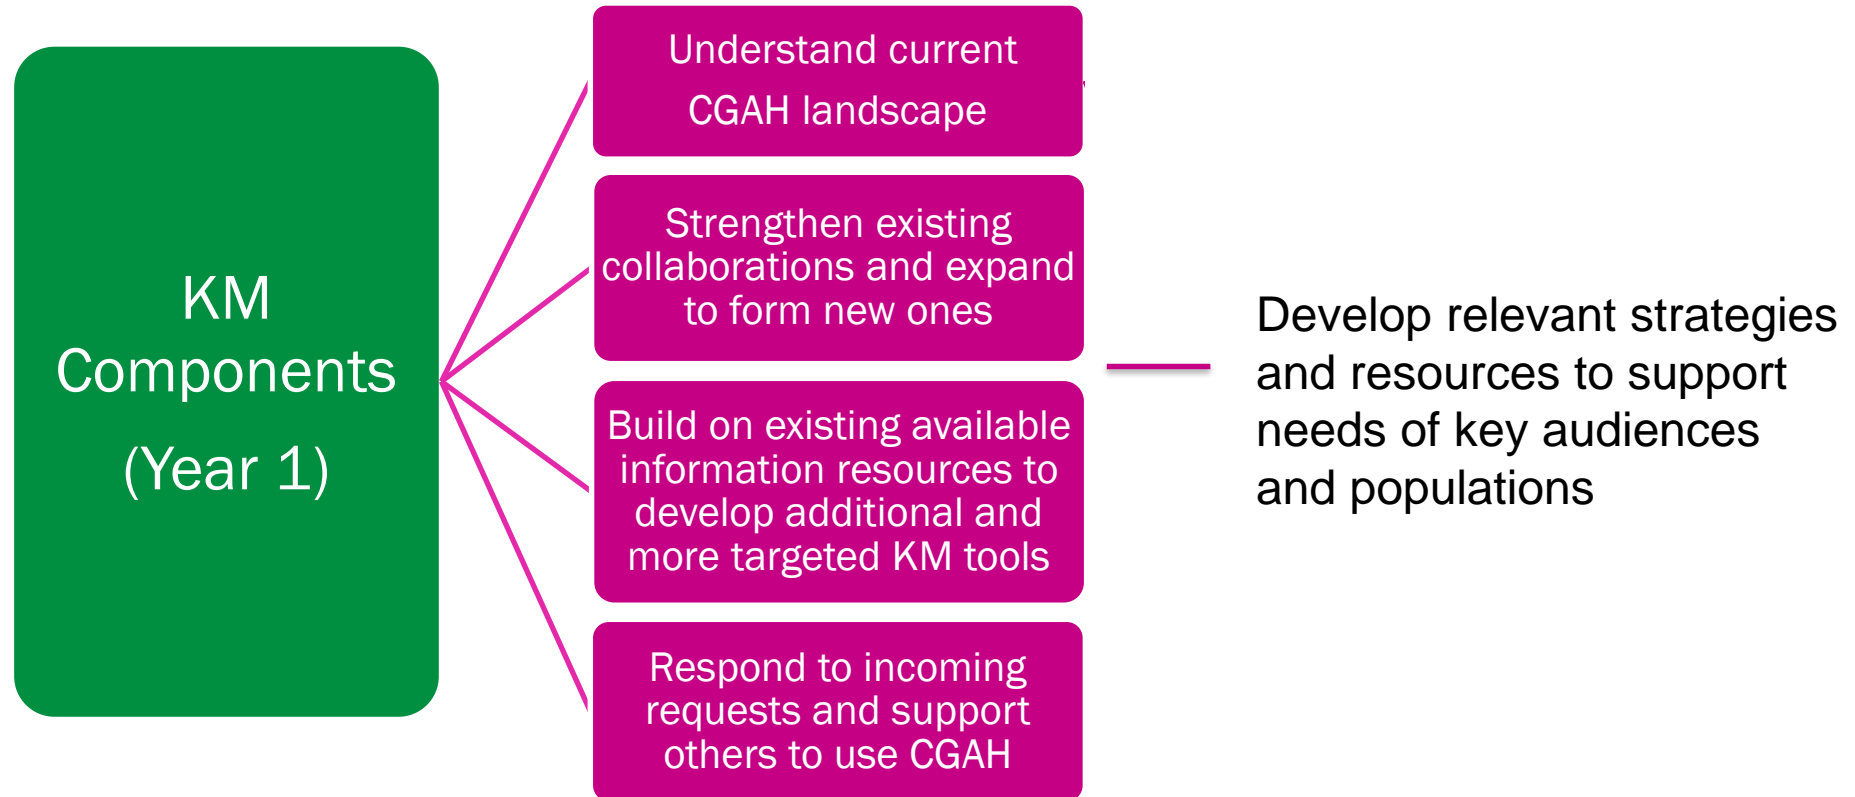 KM
Components
(Year 1)
Understand current
CGAH landscape
Strengthen existing
collaborations and expand
to form new ones
Build on existing available
information resources to
develop additional and
more targeted KM tools
Respond to incoming
requests and support
others to use CGAH
Develop relevant strategies
and resources to support
needs of key audiences
and populations